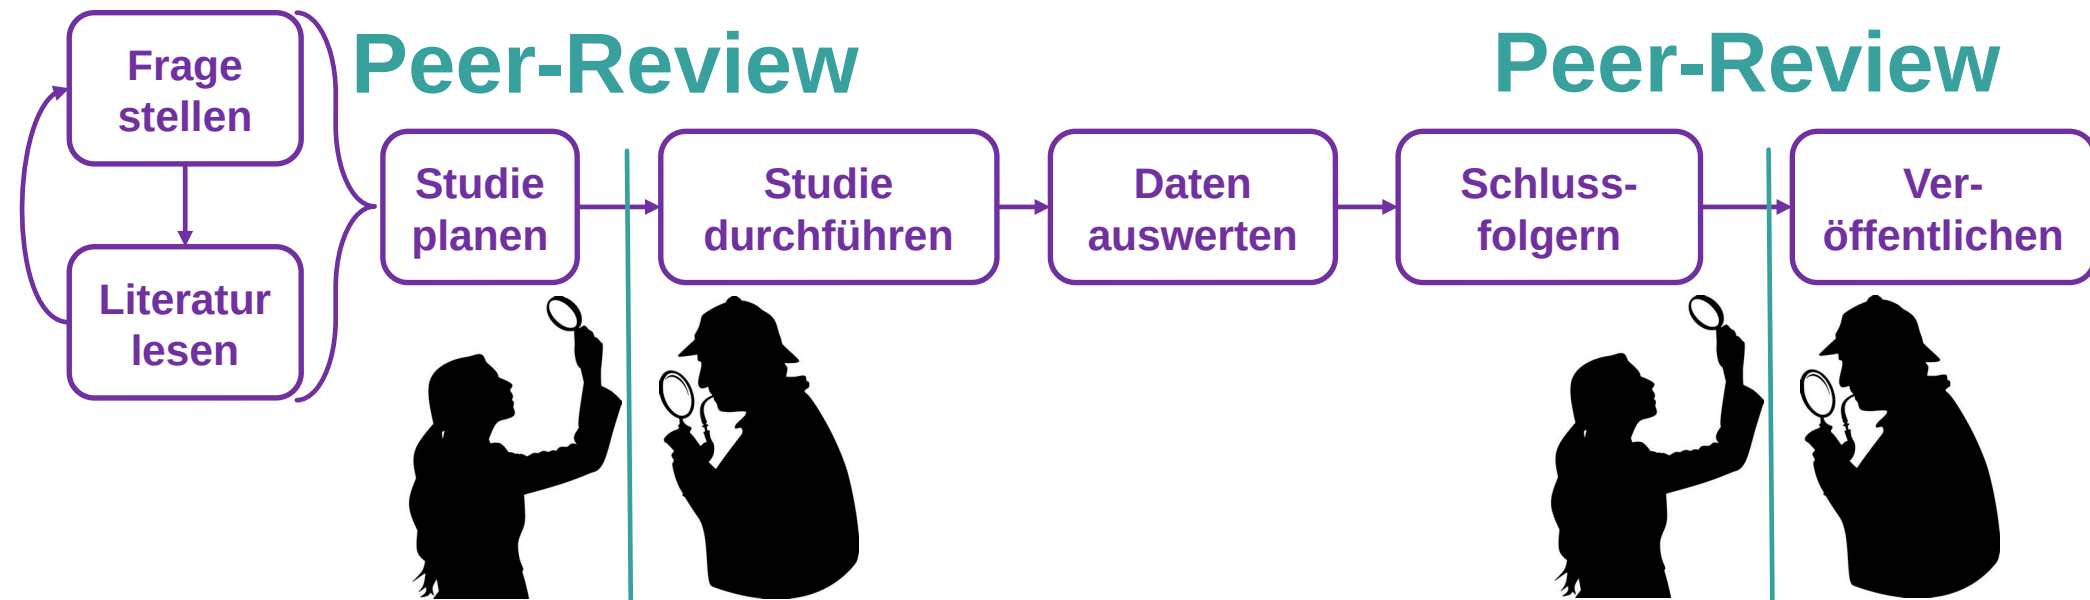 Frage
stellen
Literatur
lesen
Peer-Review
Studie
planen
Studie
durchführen
Daten
auswerten
Peer-Review
Schluss-
folgern
Ver-
öffentlichen